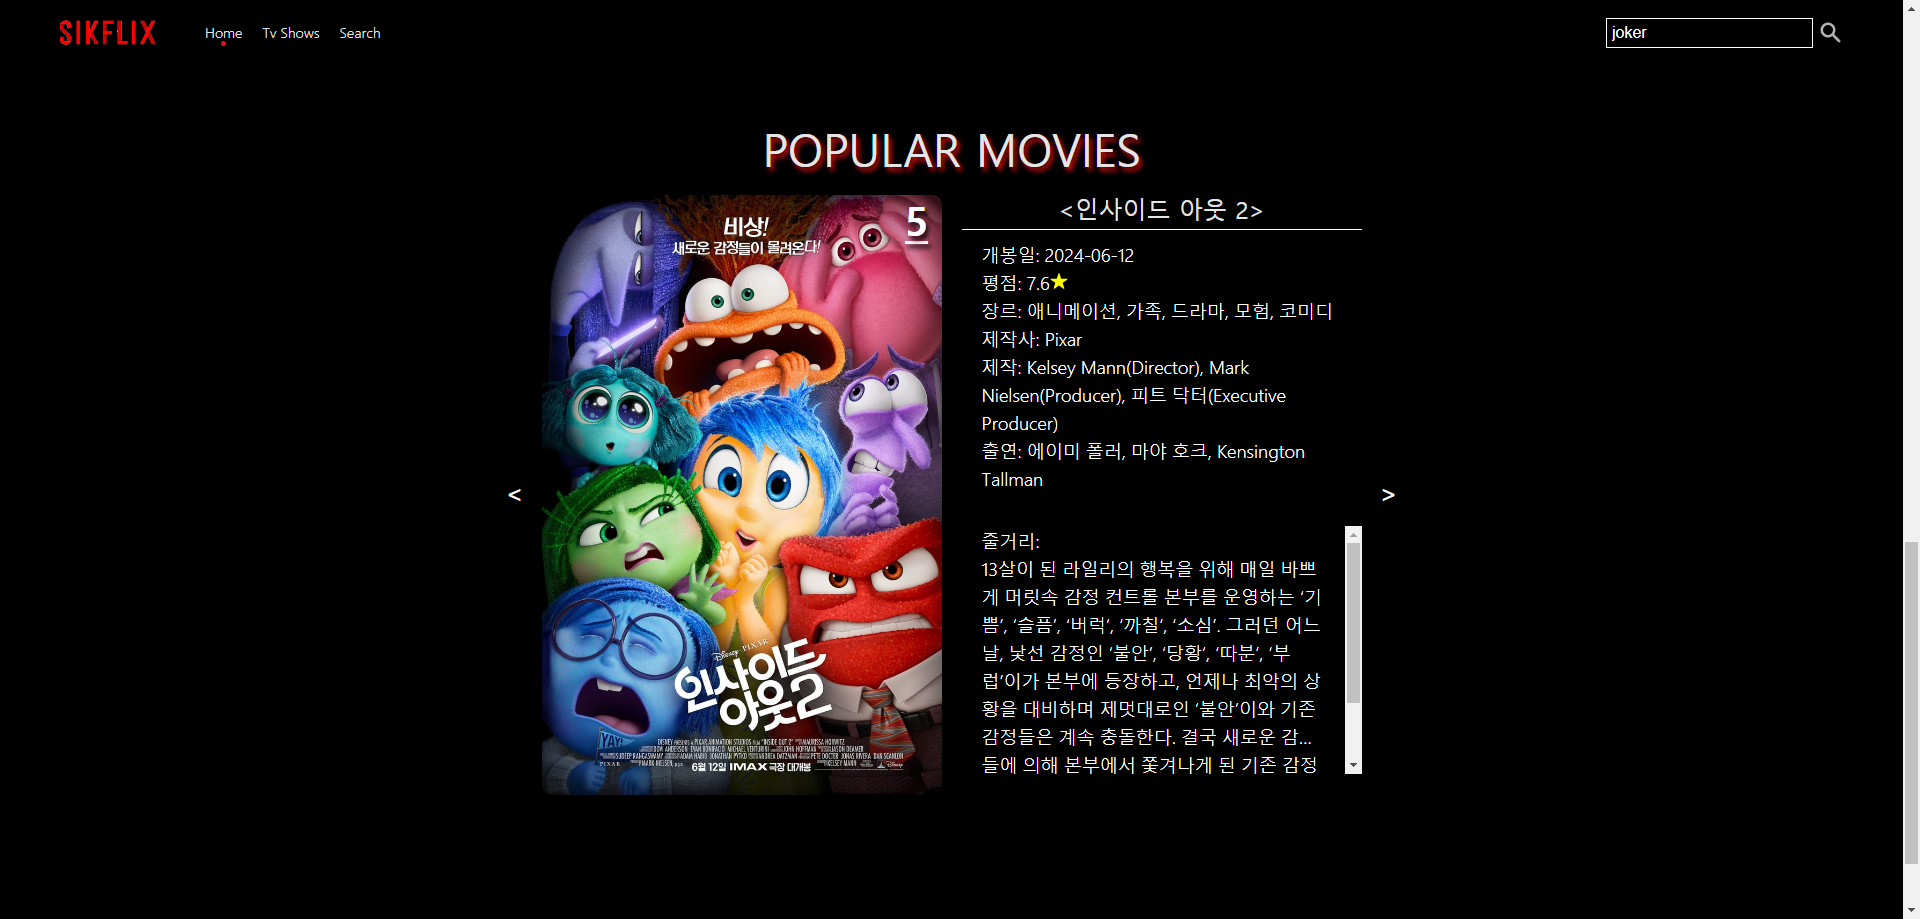 SIKFLIX
Home Tv Shows Search
joker
POPULAR MOVIES
비상!
새로운 감정들이 몰려온다!
5
Disney PIXAR
인사이드
아웃2
YAY!
PIXAR
6월 12일 IMAX 극장 대개봉
Disney
<인사이드 아웃 2>
개봉일: 2024-06-12
평점: 7.6★
장르: 애니메이션, 가족, 드라마, 모험, 코미디
제작사: Pixar
제작: Kelsey Mann(Director), Mark
Nielsen(Producer), 피트 닥터(Executive
Producer)
출연: 에이미 폴러, 마야 호크, Kensington
Tallman
<
>
줄거리:
13살이 된 라일리의 행복을 위해 매일 바쁘
게 머릿속 감정 컨트롤 본부를 운영하는 ‘기
쁨’, ‘슬픔’, ‘버럭’, ‘까칠’, ‘소심’. 그러던 어느
날, 낯선 감정인 ‘불안’, ‘당황’, ‘따분’, ‘부
럽’이가 본부에 등장하고, 언제나 최악의 상
황을 대비하며 제멋대로인 ‘불안’이와 기존
감정들은 계속 충돌한다. 결국 새로운 감...
들에 의해 본부에서 쫓겨나게 된 기존 감정